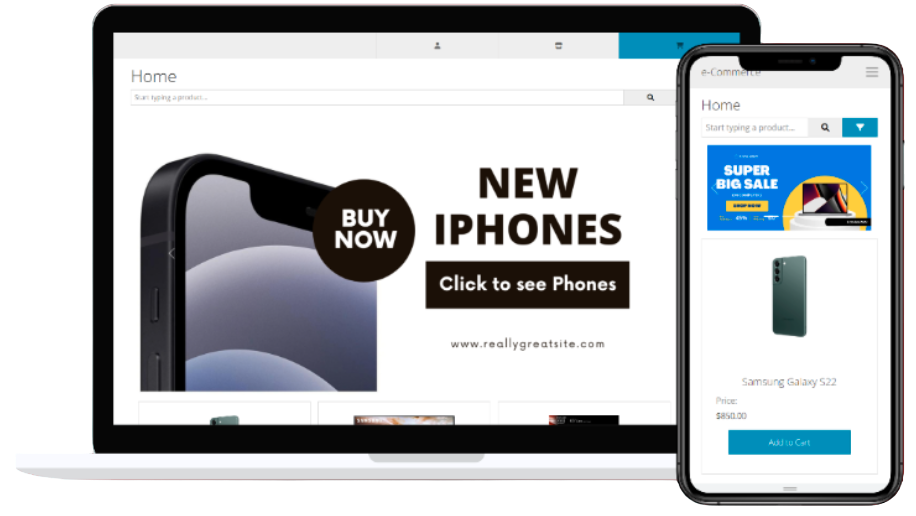 Home
Start typing a product...
BUY
NOW
NEW
IPHONES
Click to see Phones
www.reallygreatsite.com
e-Commerce
Home
Start typing a product...
SUPER
BIG SALE
SHOP NOW
Samsung Galaxy S22
Price:
$850.00
Add to Cart